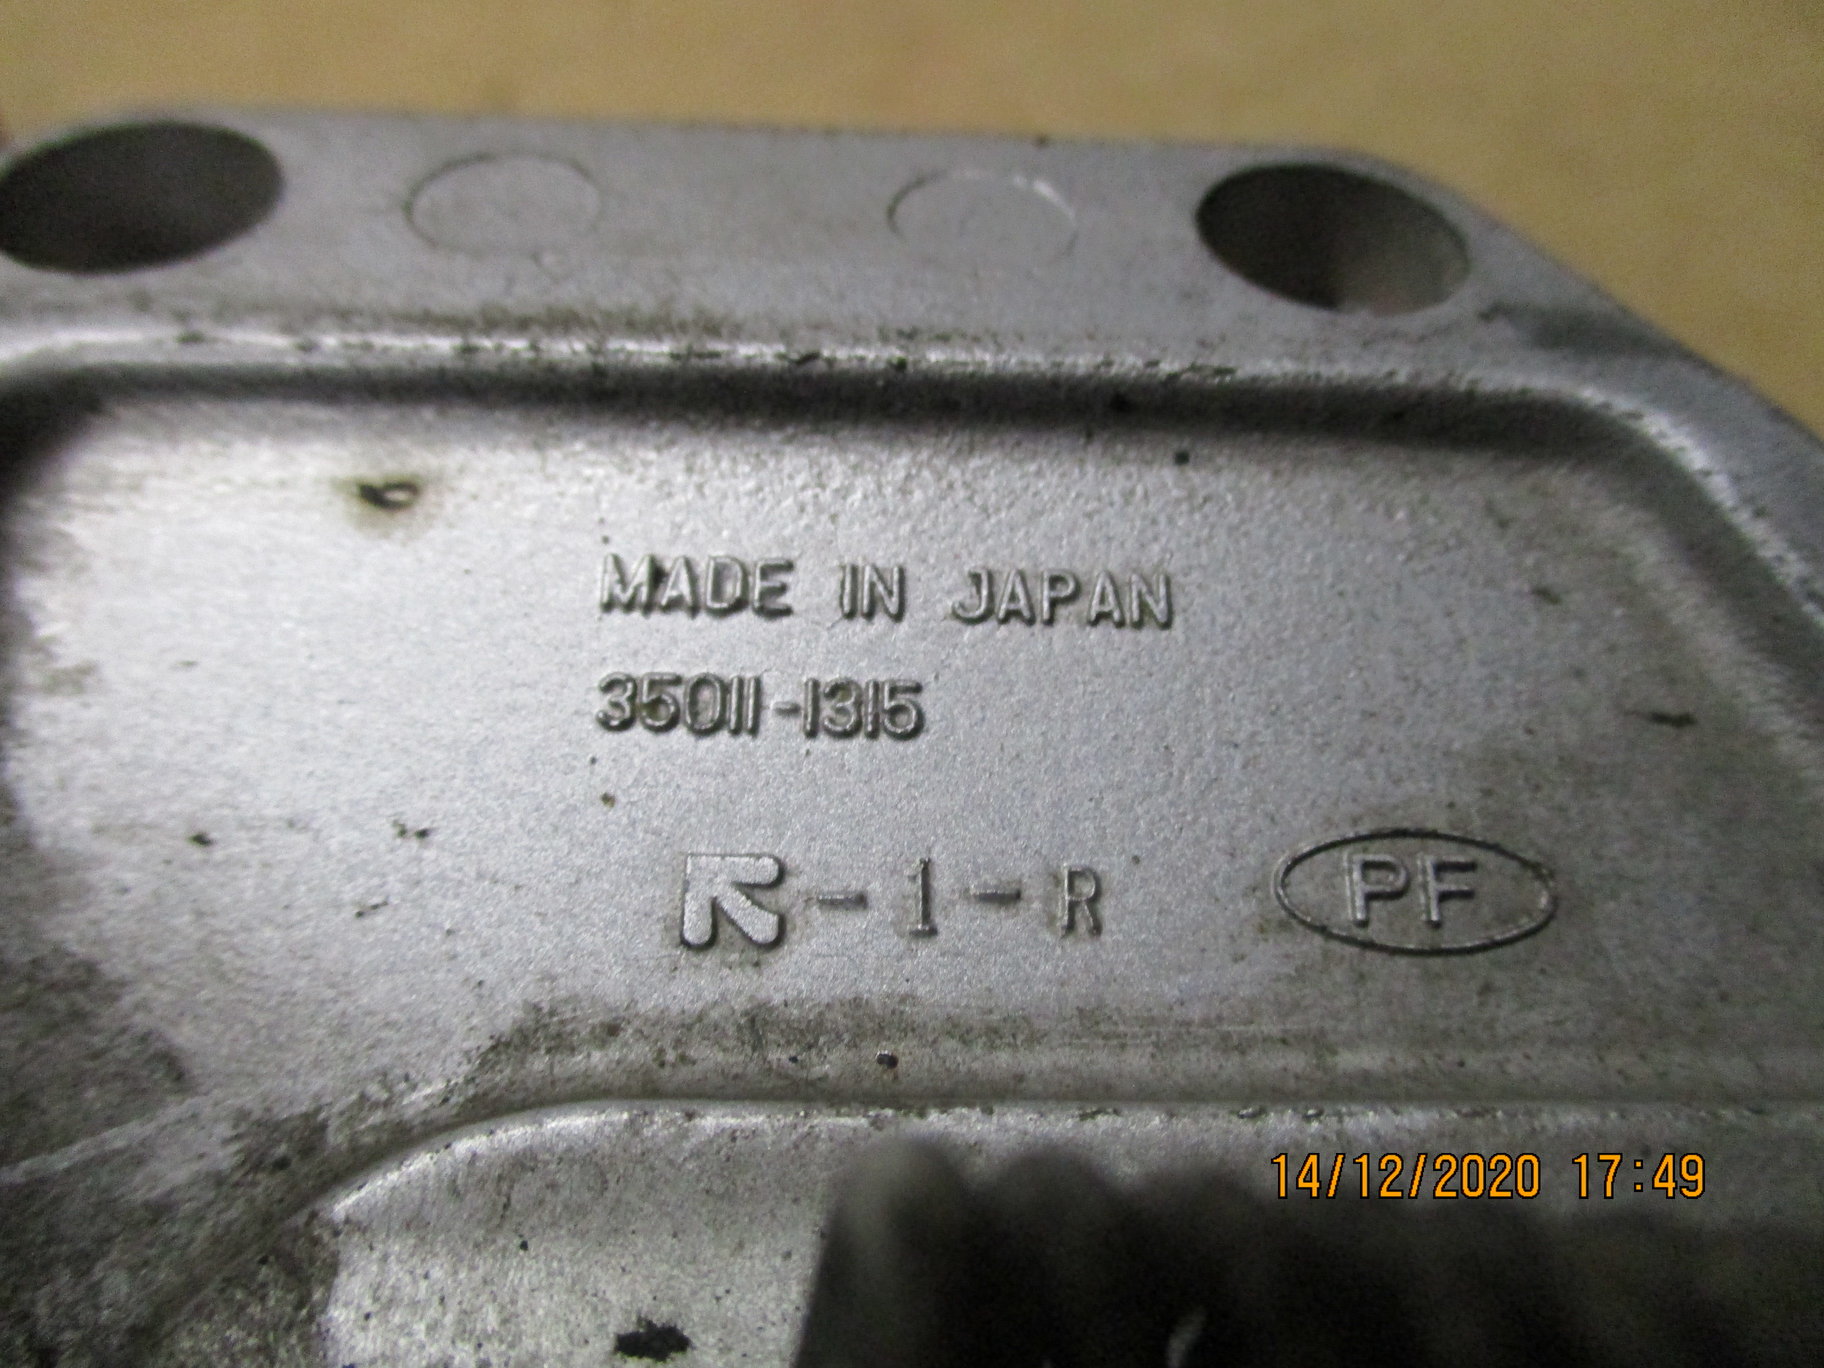 MADE IN JAPAN
35011-1315
-1-R
PF
14/12/2020 17:49